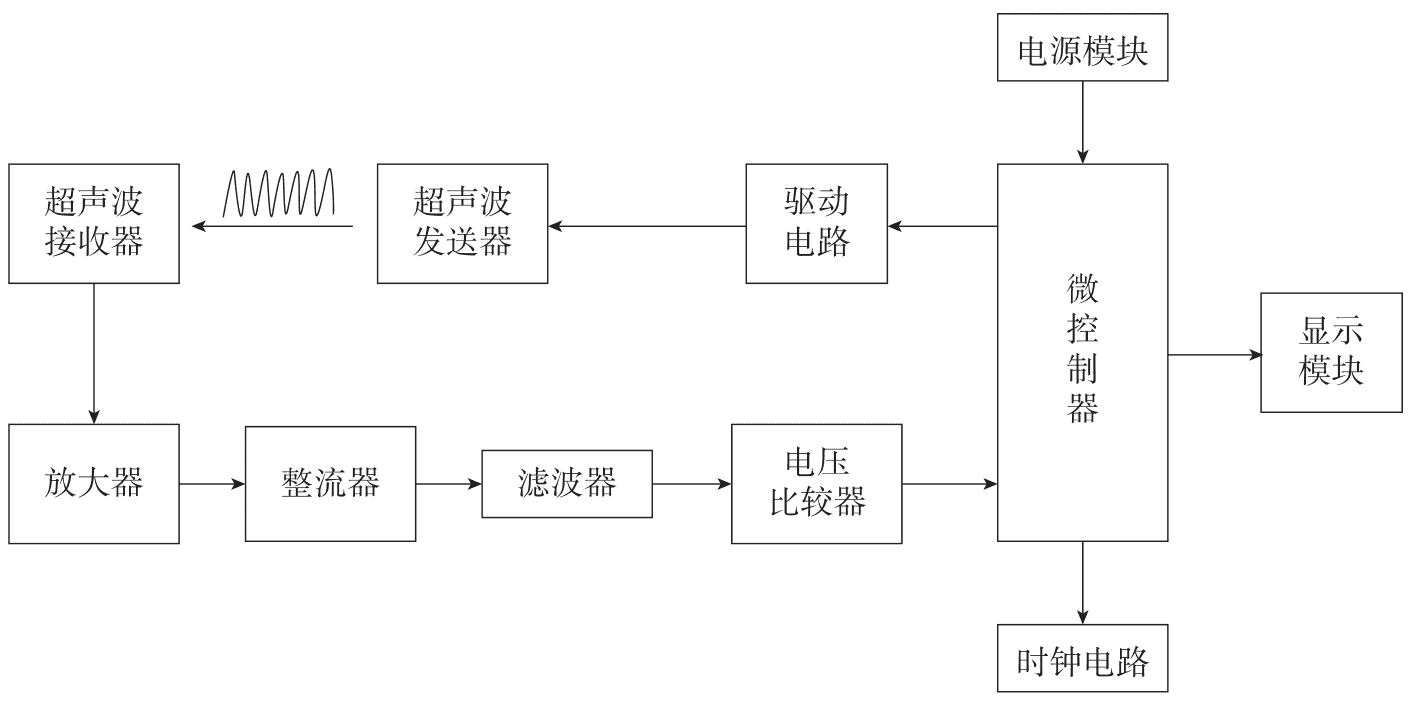 电源模块
超声波
接收器
超声波
发送器
驱动
电路
微
控
制
器
显示
模块
放大器
整流器
滤波器
电压
比较器
时钟电路